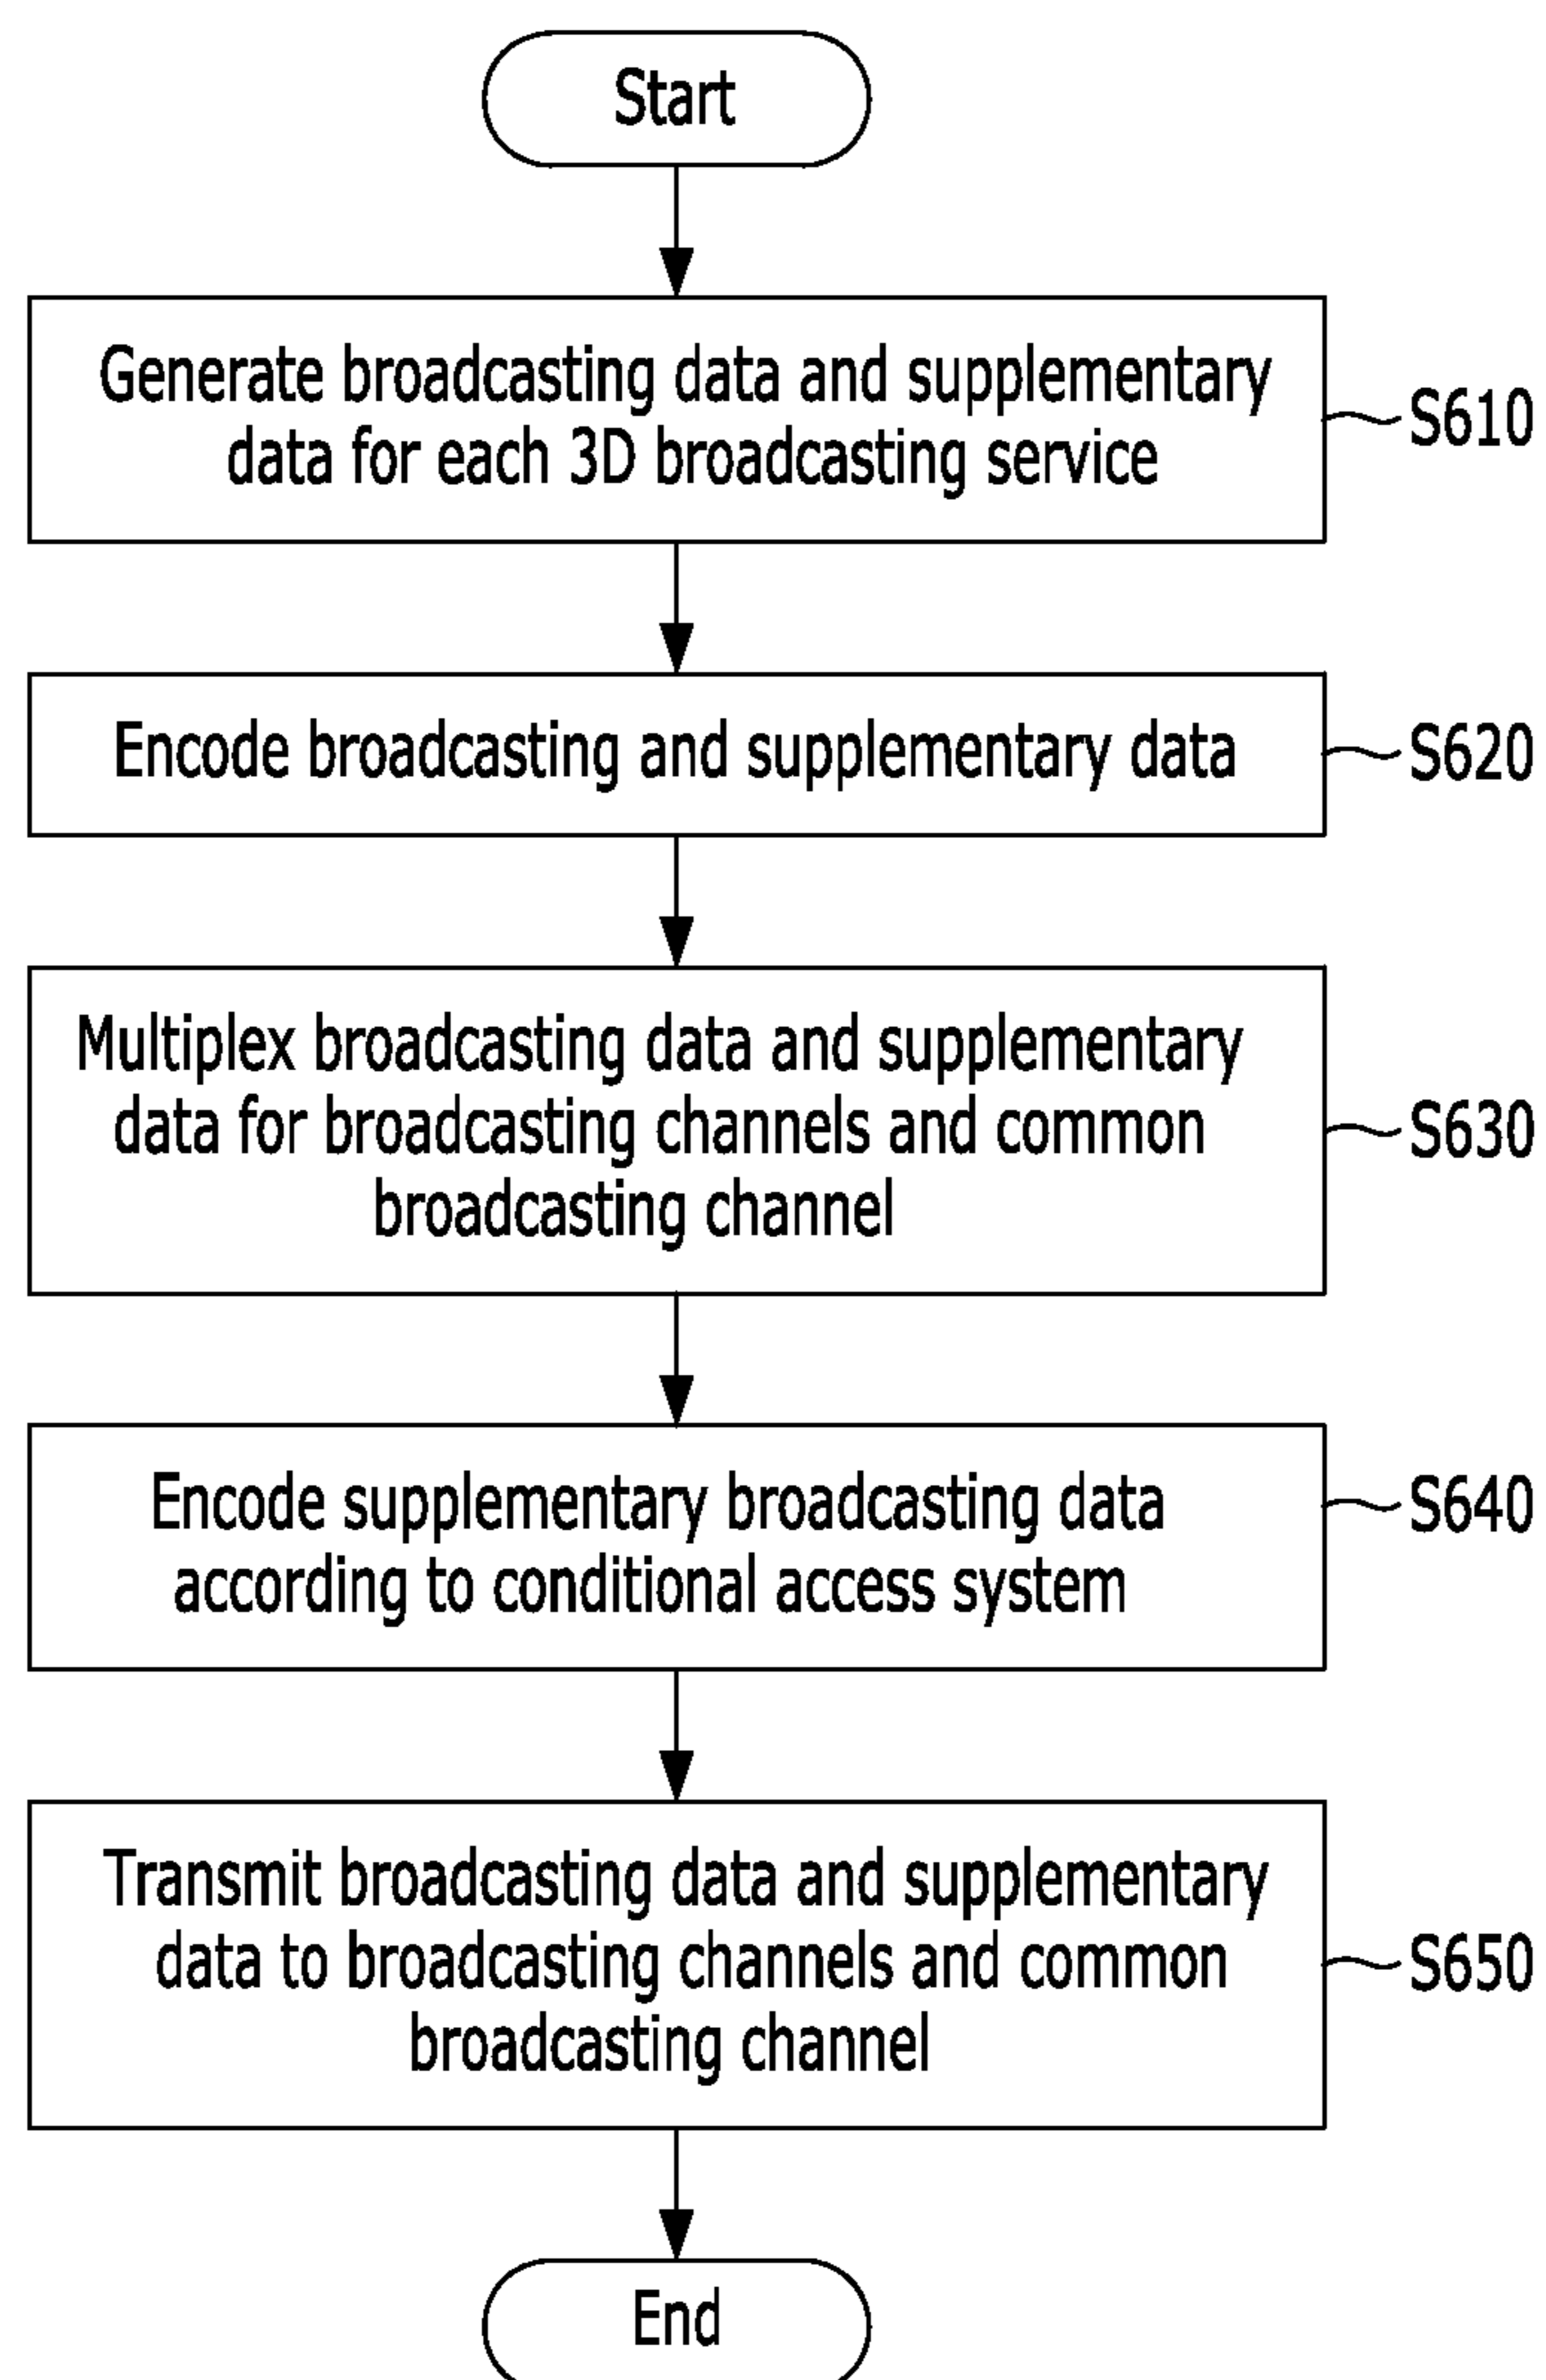 Start
Generate broadcasting data and supplementary
data for each 3D broadcasting service
S610
Encode broadcasting and supplementary data
S620
Multiplex broadcasting data and supplementary
data for broadcasting channels and common
broadcasting channel
S630
Encode supplementary broadcasting data
according to conditional access system
S640
Transmit broadcasting data and supplementary
data to broadcasting channels and common
broadcasting channel
S650
End